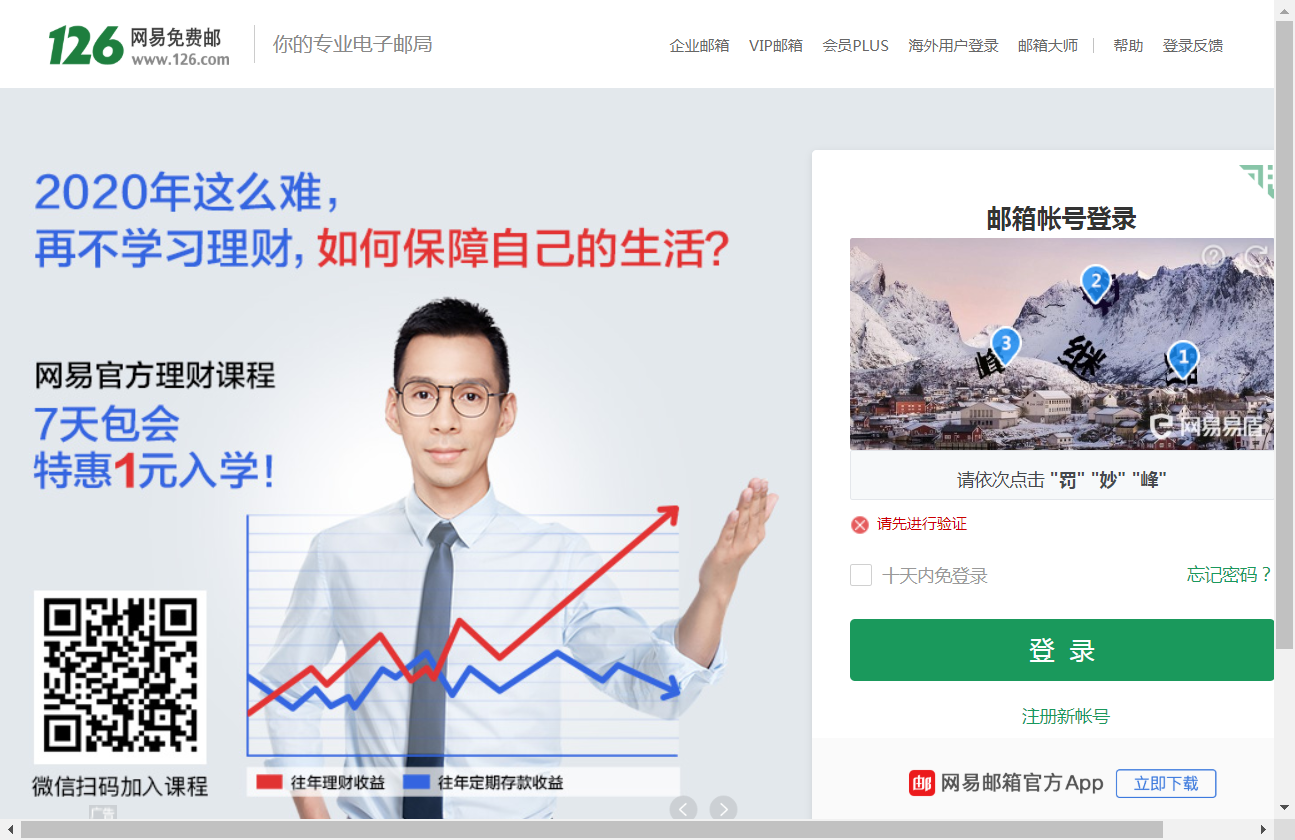 126 网易免费邮
www.126.com
你的专业电子邮局
企业邮箱 VIP邮箱 会员PLUS 海外用户登录 邮箱大师 帮助 登录反馈
2020年这么难，
再不学习理财，如何保障自己的生活？
网易官方理财课程
7天包会
特惠1元入学！
微信扫码加入课程
广告
往年理财收益 往年定期存款收益
邮箱帐号登录
2
3
1
峰
网易易盾
请依次点击 "罚" "妙" "峰"
请先进行验证
十天内免登录
忘记密码？
登 录
注册新帐号
邮 网易邮箱官方App 立即下载